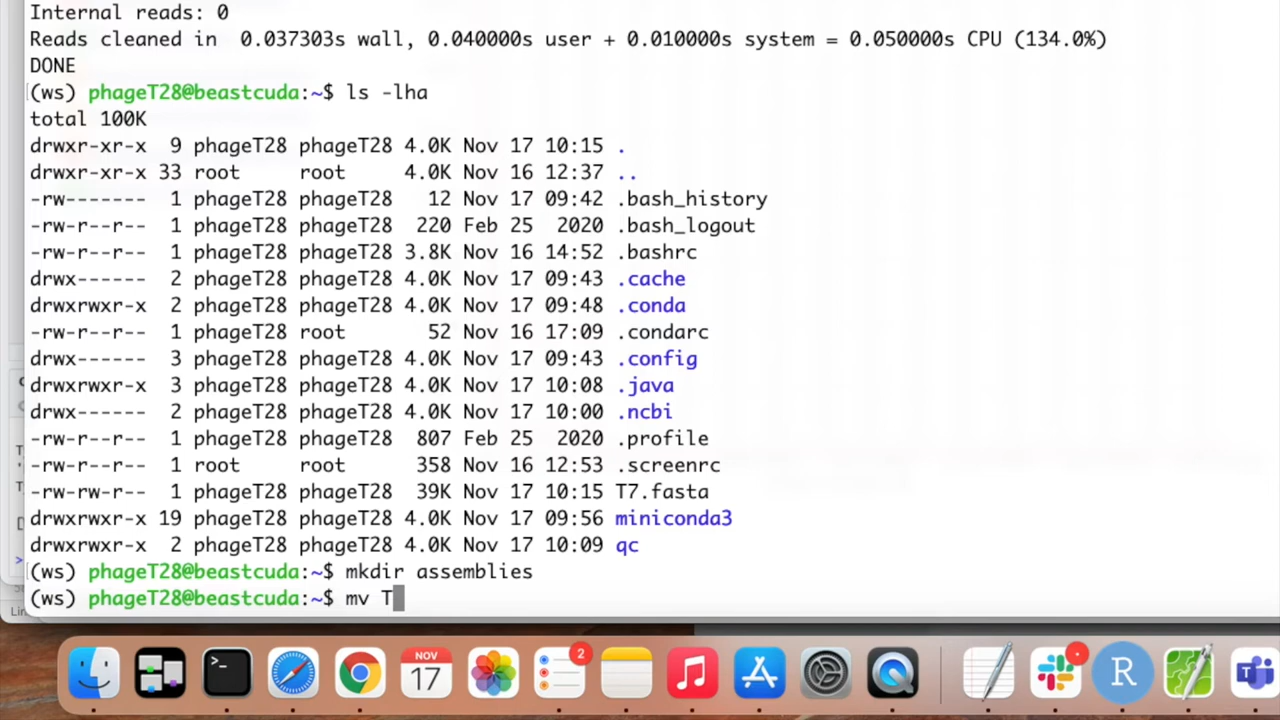 Internal reads: 0
Reads cleaned in  0.037303s wall, 0.040000s user + 0.010000s system = 0.050000s CPU (134.0%)
DONE
(ws) phageT28@beastcuda:~$ ls -lha
total 100K
drwxr-xr-x  9 phageT28 phageT28 4.0K Nov 17 10:15 .
drwxr-xr-x 33 root     root     4.0K Nov 16 12:37 ..
-rw-------  1 phageT28 phageT28   12 Nov 17 09:42 .bash_history
-rw-r--r--  1 phageT28 phageT28  220 Feb 25  2020 .bash_logout
-rw-r--r--  1 phageT28 phageT28 3.8K Nov 16 14:52 .bashrc
drwx------  2 phageT28 phageT28 4.0K Nov 17 09:43 .cache
drwxrwxr-x  2 phageT28 phageT28 4.0K Nov 17 09:48 .conda
-rw-r--r--  1 phageT28 root       52 Nov 16 17:09 .condarc
drwx------  3 phageT28 phageT28 4.0K Nov 17 09:43 .config
drwxrwxr-x  3 phageT28 phageT28 4.0K Nov 17 10:08 .java
drwx------  2 phageT28 phageT28 4.0K Nov 17 10:00 .ncbi
-rw-r--r--  1 phageT28 phageT28  807 Feb 25  2020 .profile
-rw-r--r--  1 root     root      358 Nov 16 12:53 .screenrc
-rw-rw-r--  1 phageT28 phageT28  39K Nov 17 10:15 T7.fasta
drwxrwxr-x 19 phageT28 phageT28 4.0K Nov 17 09:56 miniconda3
drwxrwxr-x  2 phageT28 phageT28 4.0K Nov 17 10:09 qc
(ws) phageT28@beastcuda:~$ mkdir assemblies
(ws) phageT28@beastcuda:~$ mv T
NOV
17
2
R